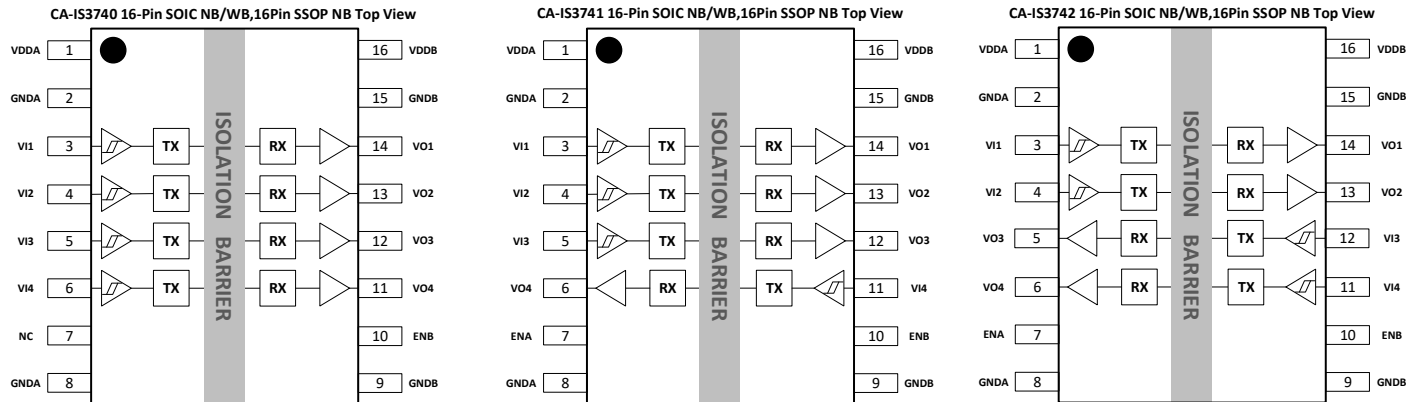 CA-IS3740 16-Pin SOIC NB/WB,16Pin SSOP NB Top View
VDDA 1 16 VDDB
GNDA 2 15 GNDB
VI1 3 TX RX 14 VO1
VI2 4 TX RX 13 VO2
VI3 5 TX RX 12 VO3
VI4 6 TX RX 11 VO4
NC 7 10 ENB
GNDA 8 9 GNDB
ISOLATION BARRIER
CA-IS3741 16-Pin SOIC NB/WB,16Pin SSOP NB Top View
VDDA 1 16 VDDB
GNDA 2 15 GNDB
VI1 3 TX RX 14 VO1
VI2 4 TX RX 13 VO2
VI3 5 TX RX 12 VO3
VO4 6 RX TX 11 VI4
ENA 7 10 ENB
GNDA 8 9 GNDB
ISOLATION BARRIER
CA-IS3742 16-Pin SOIC NB/WB,16Pin SSOP NB Top View
VDDA 1 16 VDDB
GNDA 2 15 GNDB
VI1 3 TX RX 14 VO1
VI2 4 TX RX 13 VO2
VO3 5 RX TX 12 VI3
VO4 6 RX TX 11 VI4
ENA 7 10 ENB
GNDA 8 9 GNDB
ISOLATION BARRIER